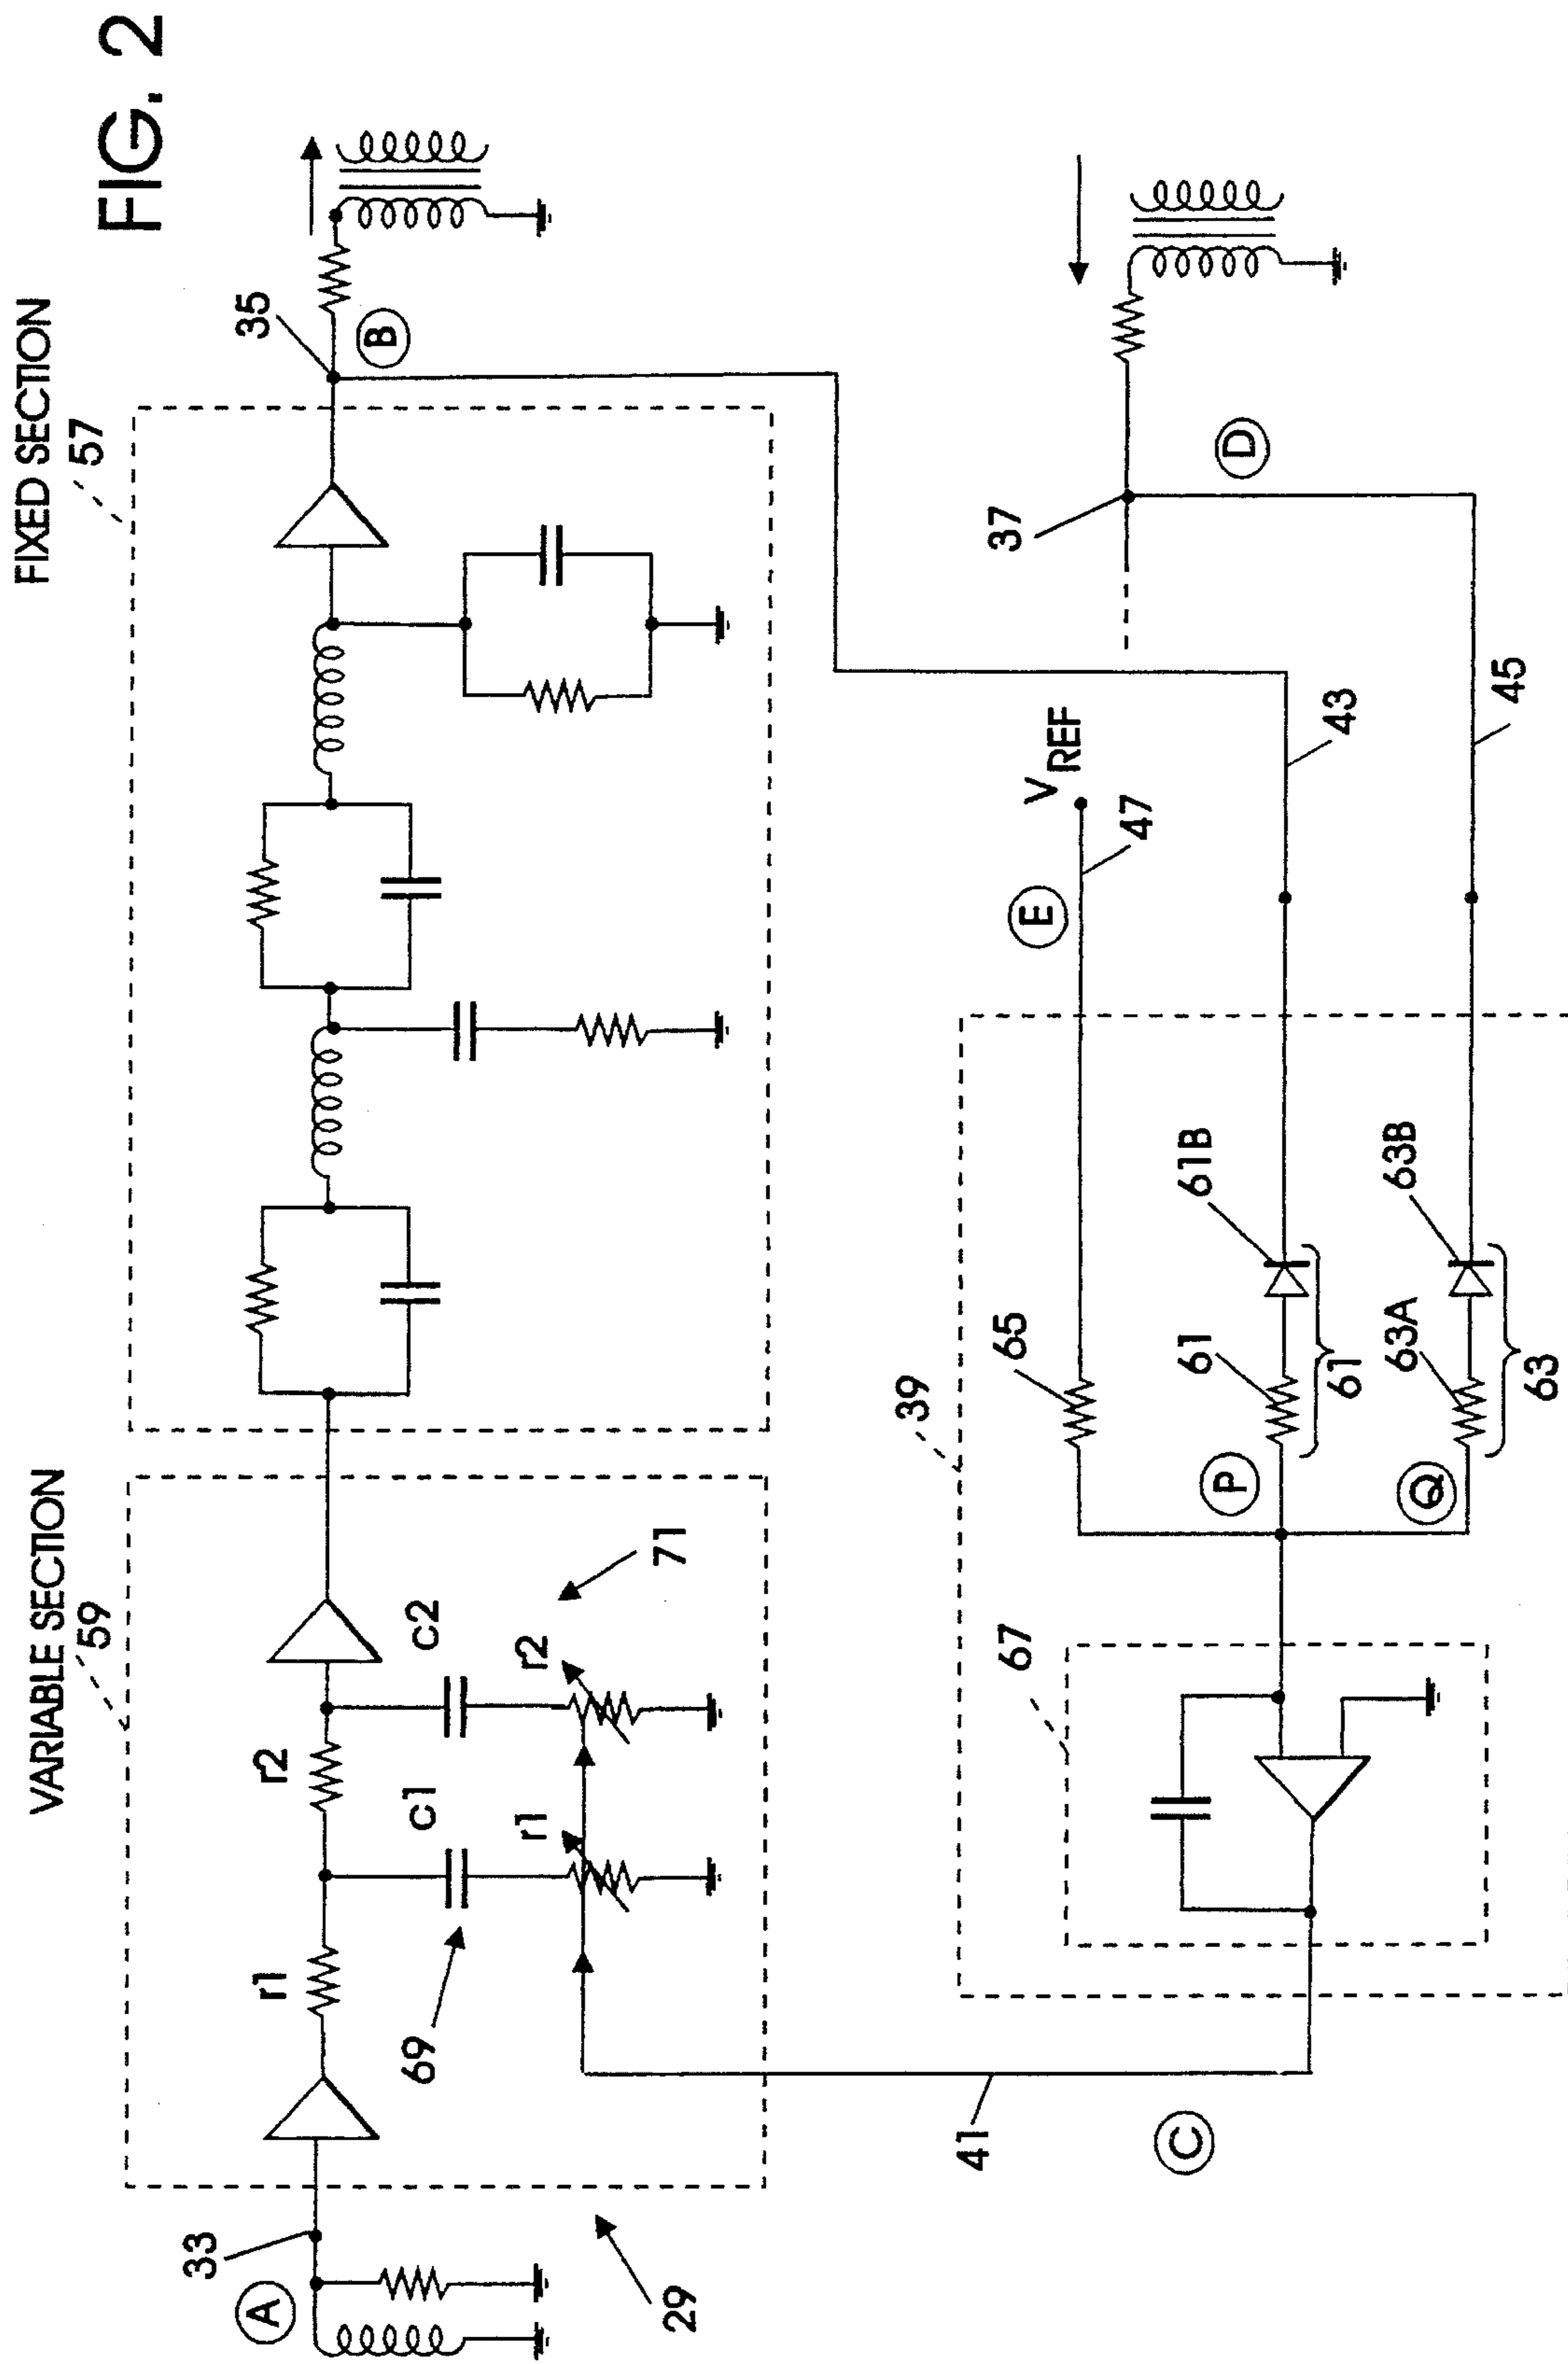 FIG. 2
VARIABLE SECTION
59
FIXED SECTION
57
33
A
29
r1
r2
69
c1
c2
r1
r2
71
35
B
41
C
39
67
65
E
47
V REF
37
D
P
61
61B
61
43
Q
63A
63B
63
45